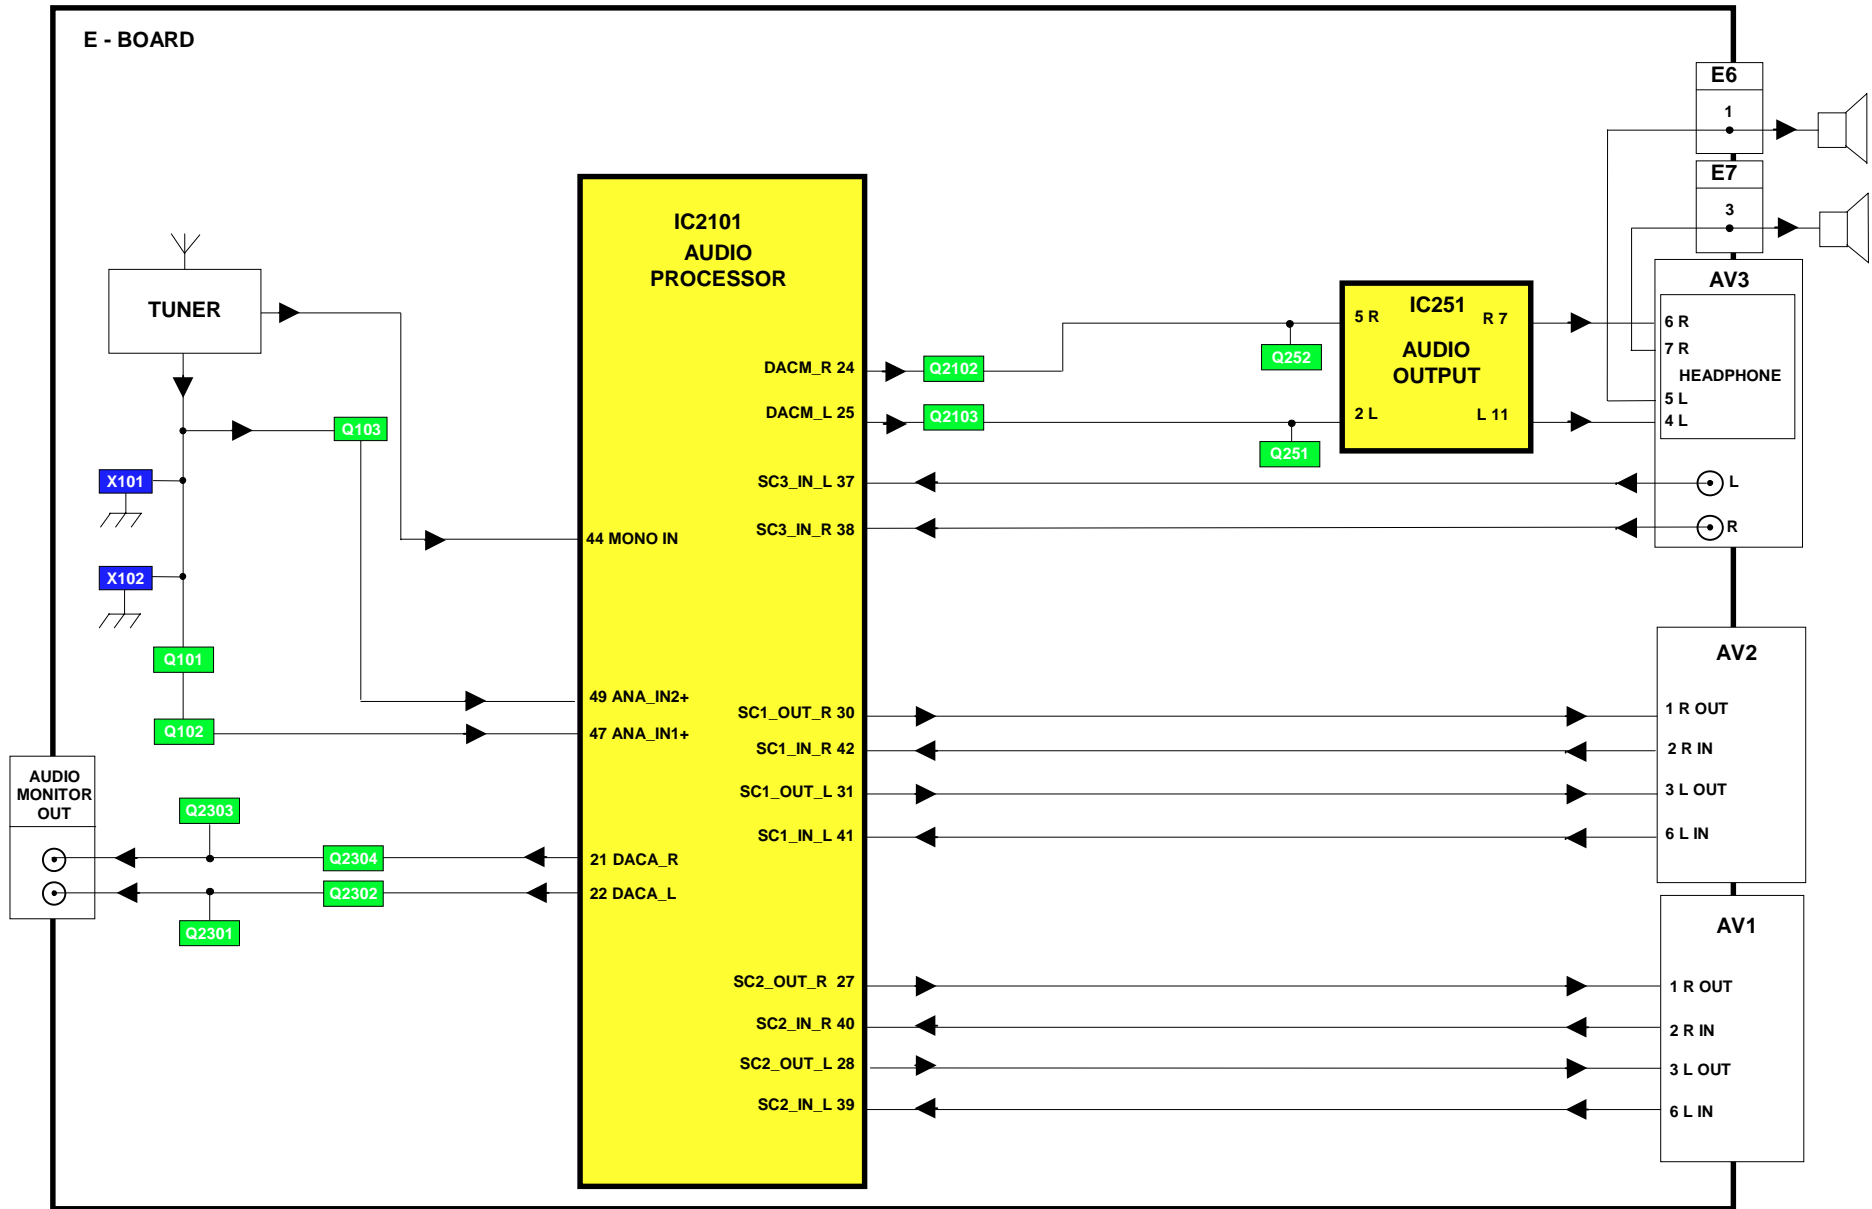 E - BOARD
E6
1
E7
3
IC2101
AUDIO
PROCESSOR
TUNER
AV3
6 R
7 R
HEADPHONE
5 L
4 L
L
R
IC251
AUDIO
OUTPUT
5 R
R 7
2 L
L 11
Q252
Q251
DACM_R 24
Q2102
DACM_L 25
Q2103
SC3_IN_L 37
SC3_IN_R 38
Q103
X101
X102
44 MONO IN
Q101
Q102
49 ANA_IN2+
47 ANA_IN1+
SC1_OUT_R 30
SC1_IN_R 42
SC1_OUT_L 31
SC1_IN_L 41
AV2
1 R OUT
2 R IN
3 L OUT
6 L IN
AUDIO
MONITOR
OUT
Q2303
Q2304
Q2302
Q2301
21 DACA_R
22 DACA_L
SC2_OUT_R 27
SC2_IN_R 40
SC2_OUT_L 28
SC2_IN_L 39
AV1
1 R OUT
2 R IN
3 L OUT
6 L IN